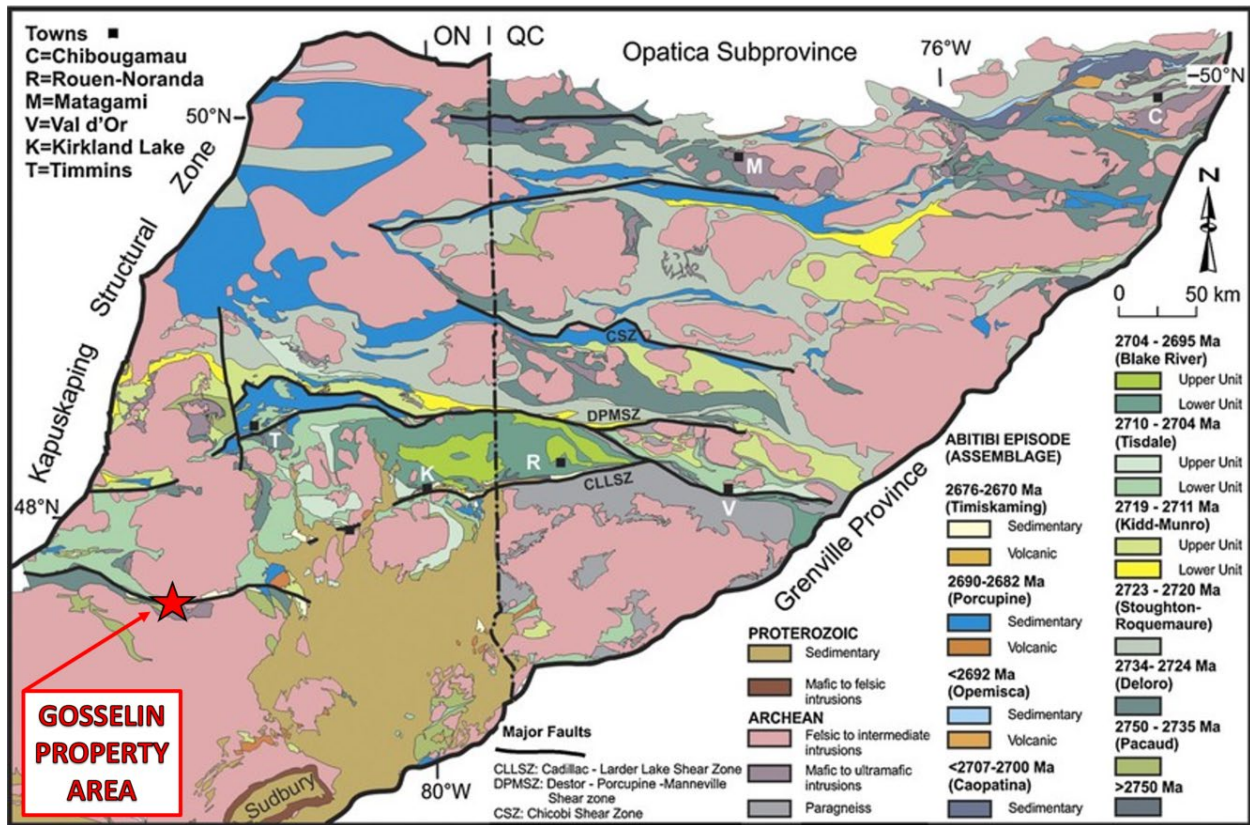 Towns ■
C=Chibougamau
R=Rouen-Noranda
M=Matagami
V=Val d'Or
K=Kirkland Lake
T=Timmins
ON | QC
Opatica Subprovince
76°W
50°N
50°N
C
M
N
0 50 km
Kapuskaping Structural Zone
CSZ
DPMSZ
T
K
R
CLLSZ
V
48°N
Grenville Province
GOSSELIN
PROPERTY
AREA
Sudbury
80°W
Major Faults
CLLSZ: Cadillac - Larder Lake Shear Zone
DPMSZ: Destor - Porcupine -Manneville
Shear zone
CSZ: Chicobi Shear Zone
PROTEROZOIC
Sedimentary
Mafic to felsic
intrusions
ARCHEAN
Felsic to intermediate
intrusions
Mafic to ultramafic
intrusions
Paragneiss
ABITIBI EPISODE
(ASSEMBLAGE)
2676-2670 Ma
(Timiskaming)
Sedimentary
Volcanic
2690-2682 Ma
(Porcupine)
Sedimentary
Volcanic
<2692 Ma
(Opemisca)
Sedimentary
Volcanic
<2707-2700 Ma
(Caopatina)
Sedimentary
2704 - 2695 Ma
(Blake River)
Upper Unit
Lower Unit
2710 - 2704 Ma
(Tisdale)
Upper Unit
Lower Unit
2719 - 2711 Ma
(Kidd-Munro)
Upper Unit
Lower Unit
2723 - 2720 Ma
(Stoughton-
Roquemaure)
2734- 2724 Ma
(Deloro)
2750 - 2735 Ma
(Pacaud)
>2750 Ma